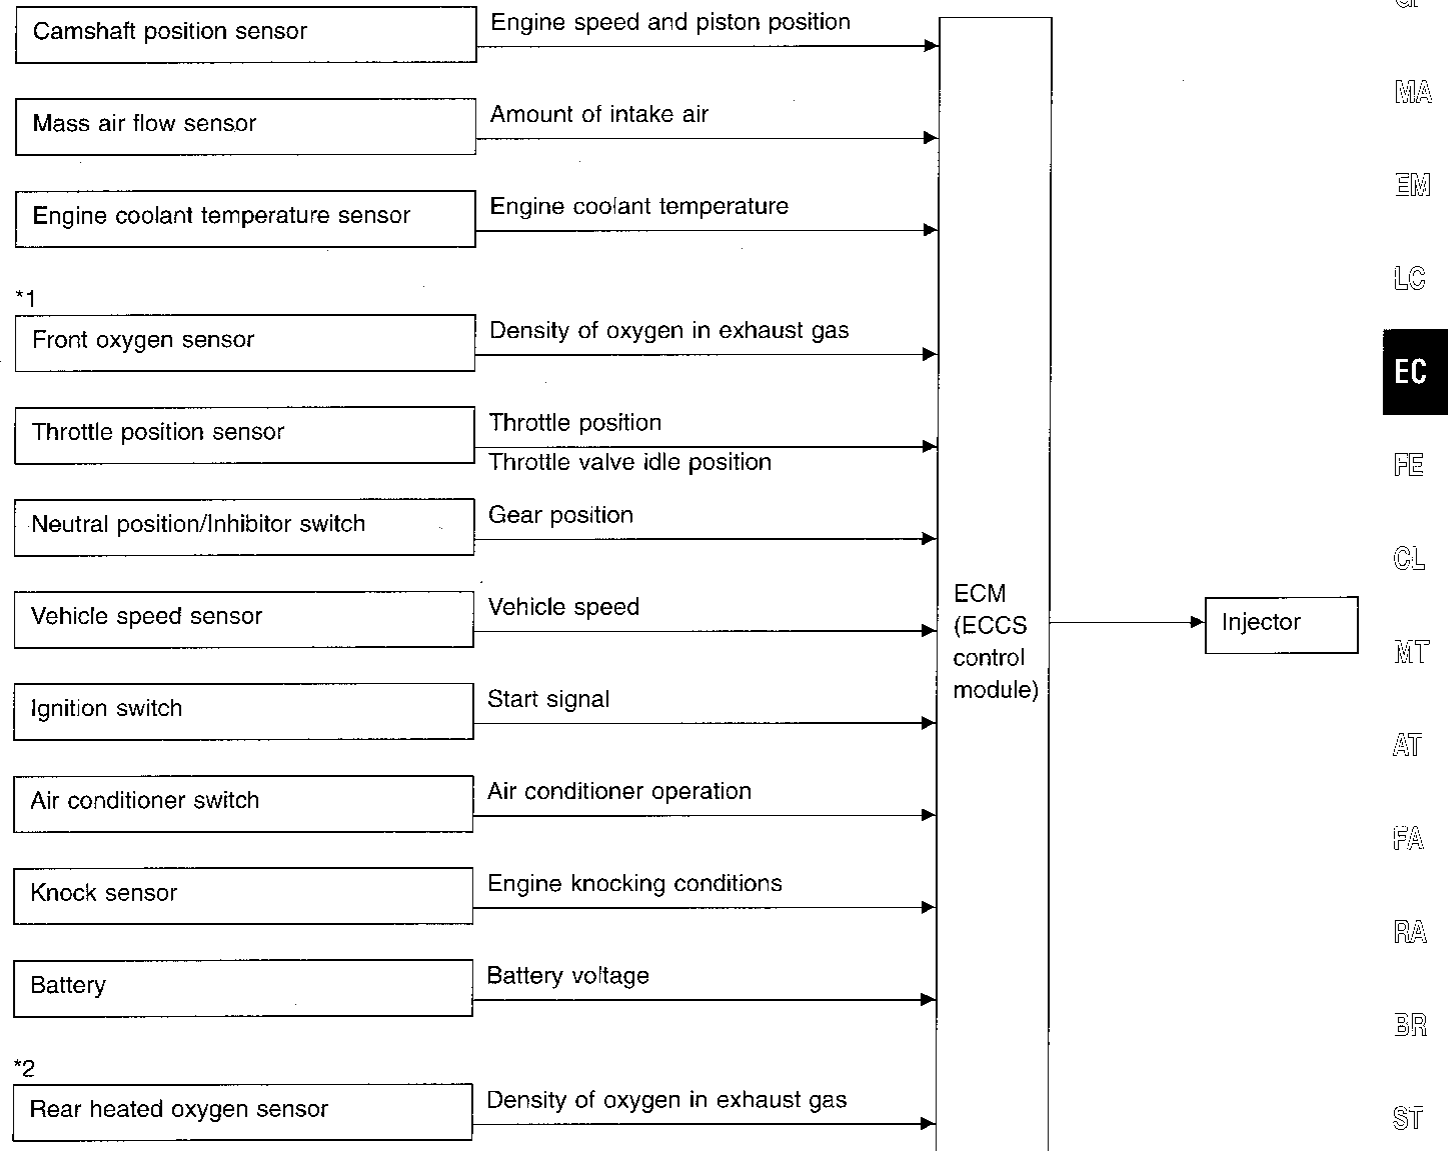 Camshaft position sensor
Engine speed and piston position
Mass air flow sensor
Amount of intake air
Engine coolant temperature sensor
Engine coolant temperature
*1
Front oxygen sensor
Density of oxygen in exhaust gas
Throttle position sensor
Throttle position
Throttle valve idle position
Neutral position/Inhibitor switch
Gear position
Vehicle speed sensor
Vehicle speed
Ignition switch
Start signal
Air conditioner switch
Air conditioner operation
Knock sensor
Engine knocking conditions
Battery
Battery voltage
*2
Rear heated oxygen sensor
Density of oxygen in exhaust gas
ECM
(ECCS
control
module)
Injector
MA
EM
LC
EC
FE
CL
MT
AT
FA
RA
BR
ST